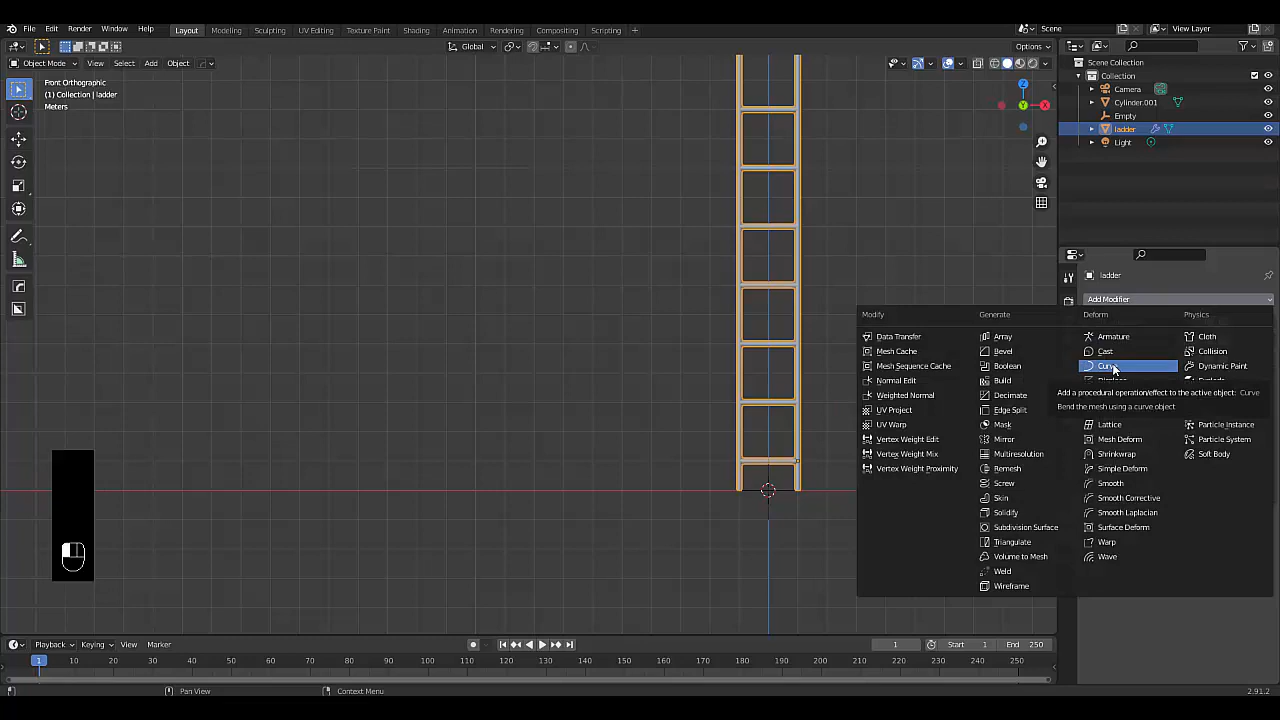 File Edit Render Window Help Layout Modeling Sculpting UV Editing Texture Paint Shading Animation Rendering Compositing Scripting Scene View Layer
Global Options
Object Mode View Select Add Object
Front Orthographic
(1) Collection | ladder
Meters
Z
Y
X
Scene Collection
Collection
Camera
Cylinder.001
Empty
ladder
Light
ladder
Add Modifier
Modify Generate Deform Physics
Data Transfer Array Armature Cloth
Mesh Cache Bevel Cast Collision
Mesh Sequence Cache Boolean Curve Dynamic Paint
Normal Edit Build
Weighted Normal Decimate
Add a procedural operation/effect to the active object: Curve
Bend the mesh using a curve object
UV Project Edge Split
UV Warp Mask Lattice Particle Instance
Vertex Weight Edit Mirror Mesh Deform Particle System
Vertex Weight Mix Multiresolution Shrinkwrap Soft Body
Vertex Weight Proximity Remesh Simple Deform
Screw Smooth
Skin Smooth Corrective
Solidify Smooth Laplacian
Subdivision Surface Surface Deform
Triangulate Warp
Volume to Mesh Wave
Weld
Wireframe
Playback Keying View Marker 1 Start 1 End 250
1 10 20 30 40 50 60 70 80 90 100 110 120 130 140 150 160 170 180 190 200 210 220 230 240 250
Pan View Context Menu 2.91.2